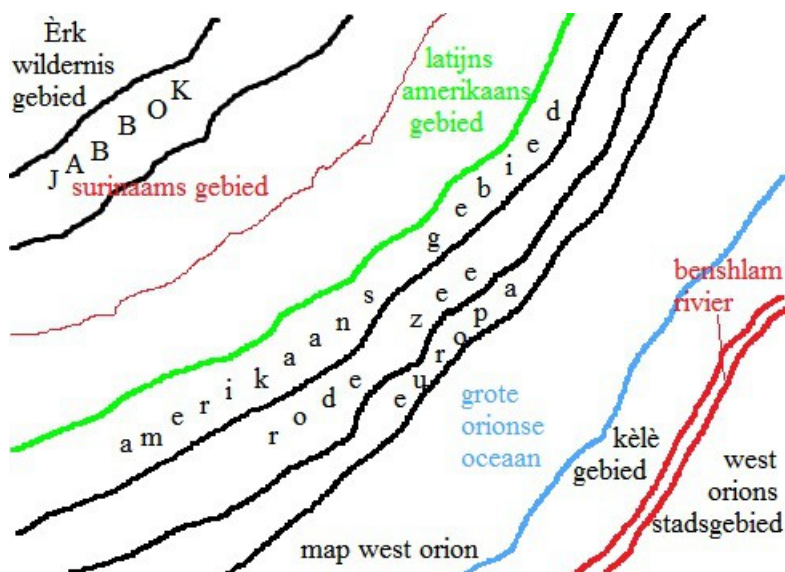 Èrk
wildernis
gebied
JABBOK
surinaams gebied
latijns
amerikaans
gebied
amerikaans gebied
rode zee
europa
grote
orionse
oceaan
benshlam
rivier
kèlè
gebied
west
orions
stadsgebied
map west orion